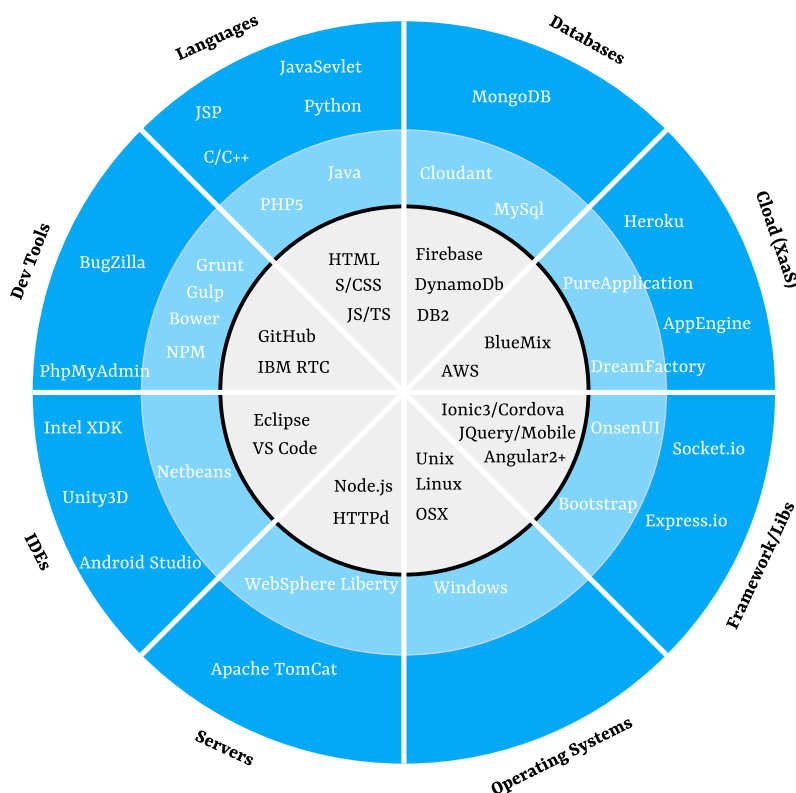 Languages
JavaSevlet
JSP
Python
C/C++
Java
PHP5
HTML
S/CSS
JS/TS
Databases
MongoDB
Cloudant
MySql
Firebase
DynamoDb
DB2
Cload (XaaS)
Heroku
PureApplication
AppEngine
DreamFactory
BlueMix
AWS
Framework/Libs
Ionic3/Cordova
JQuery/Mobile
Angular2+
OnsenUI
Bootstrap
Socket.io
Express.io
Operating Systems
Unix
Linux
OSX
Windows
Servers
Node.js
HTTPd
WebSphere Liberty
Apache TomCat
IDEs
Eclipse
VS Code
Netbeans
Intel XDK
Unity3D
Android Studio
Dev Tools
BugZilla
PhpMyAdmin
Grunt
Gulp
Bower
NPM
GitHub
IBM RTC